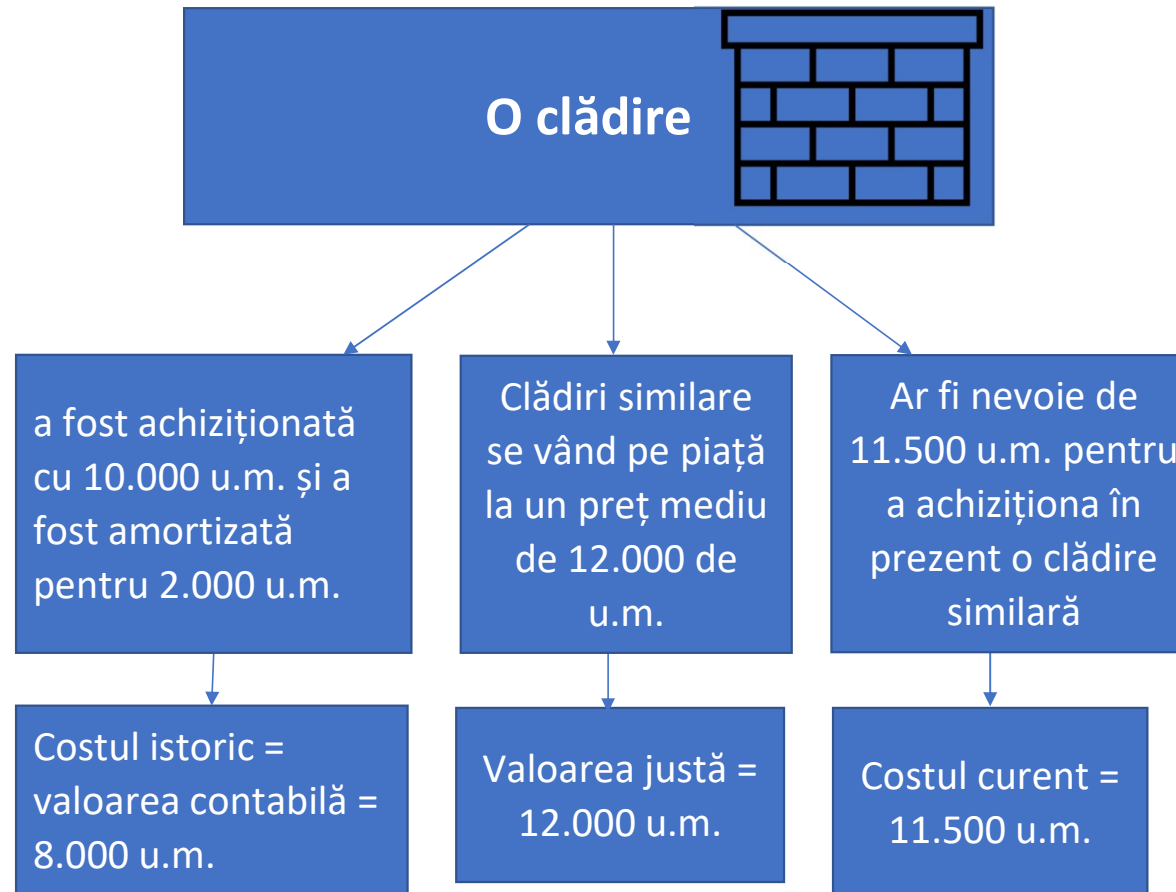 O clădire
a fost achiziționată
cu 10.000 u.m. și a
fost amortizată
pentru 2.000 u.m.
Clădiri similare
se vând pe piață
la un preț mediu
de 12.000 de
u.m.
Ar fi nevoie de
11.500 u.m. pentru
a achiziționa în
prezent o clădire
similară
Costul istoric =
valoarea contabilă =
8.000 u.m.
Valoarea justă =
12.000 u.m.
Costul curent =
11.500 u.m.